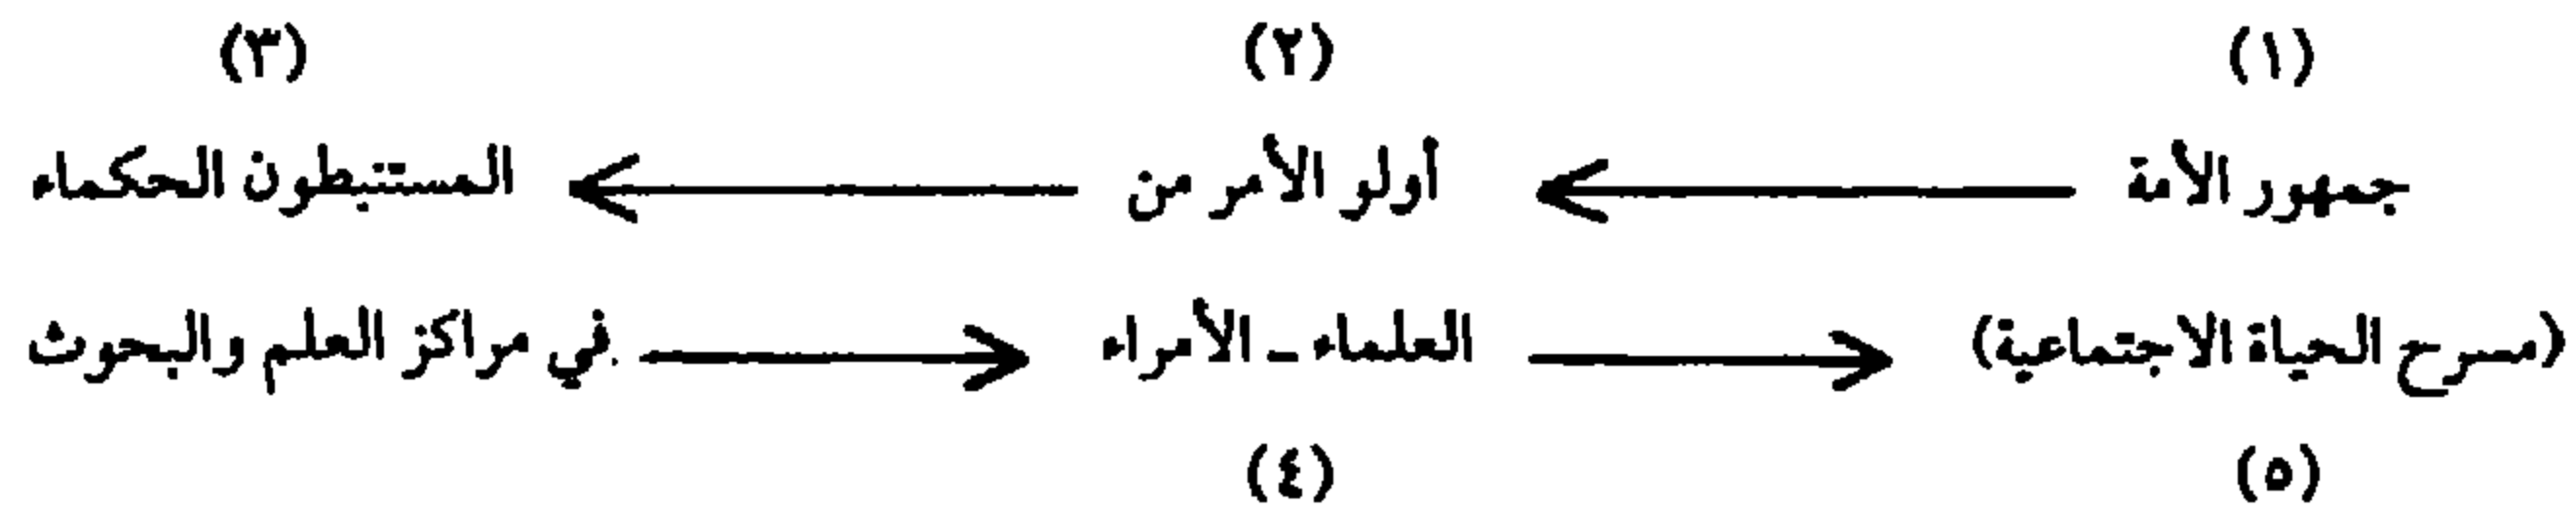 (١) (٢) (٣)
جمهور الأمة أولو الأمر من المستنبطون الحكماء
(مسرح الحياة الاجتماعية) العلماء - الأمراء في مراكز العلم والبحوث
(٥) (٤)